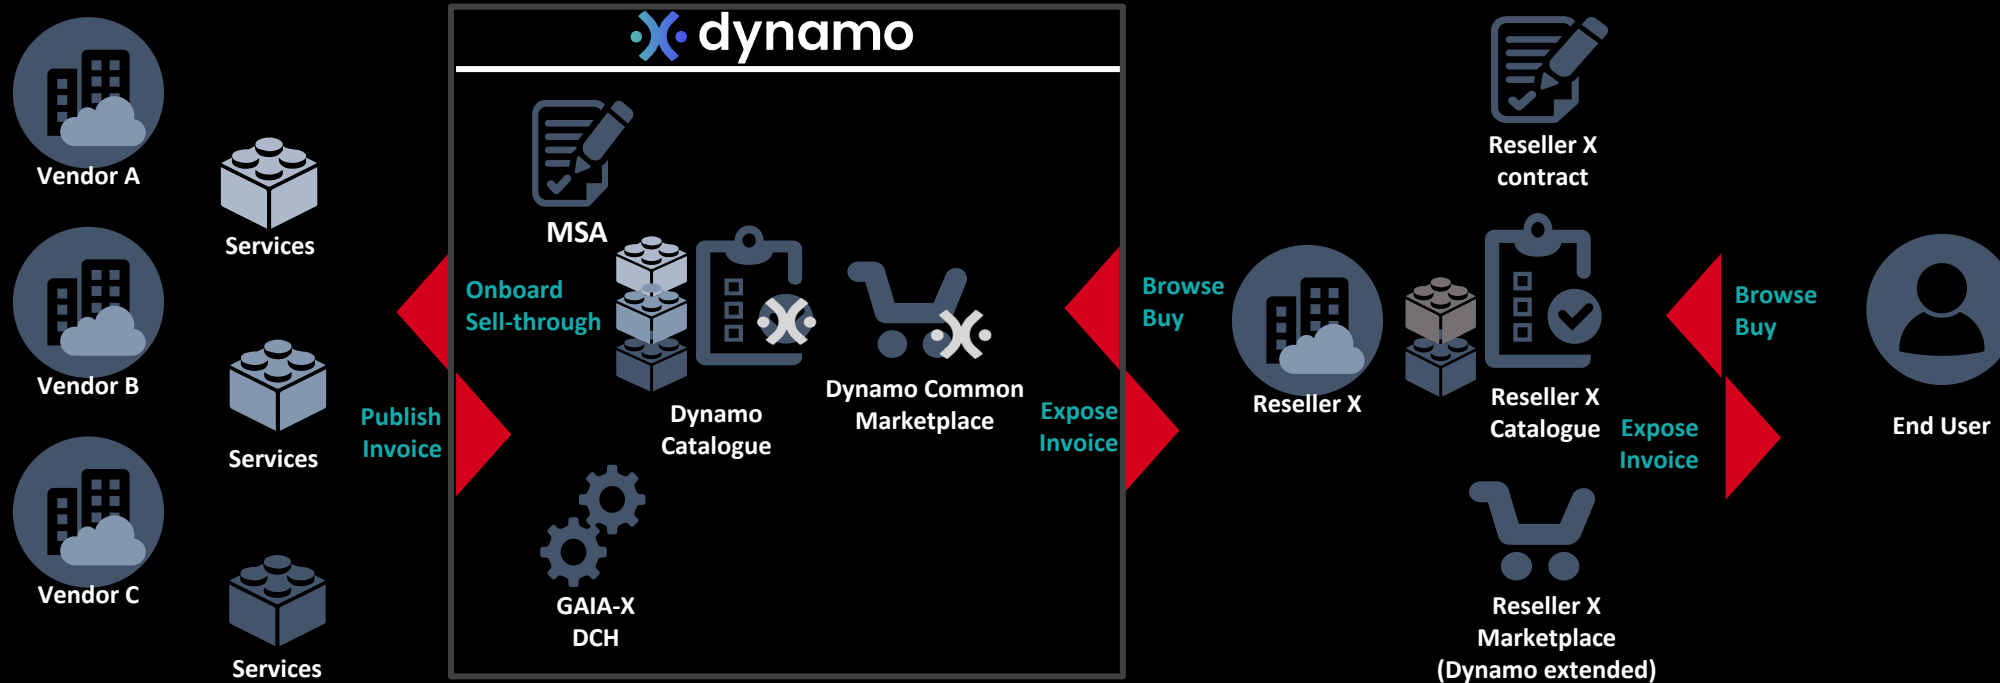 dynamo
Vendor A
Services
Vendor B
Services
Vendor C
Services
Publish
Invoice
MSA
Onboard
Sell-through
Dynamo
Catalogue
Dynamo Common
Marketplace
GAIA-X
DCH
Expose
Invoice
Browse
Buy
Reseller X
Reseller X
contract
Reseller X
Catalogue
Reseller X
Marketplace
(Dynamo extended)
Expose
Invoice
Browse
Buy
End User